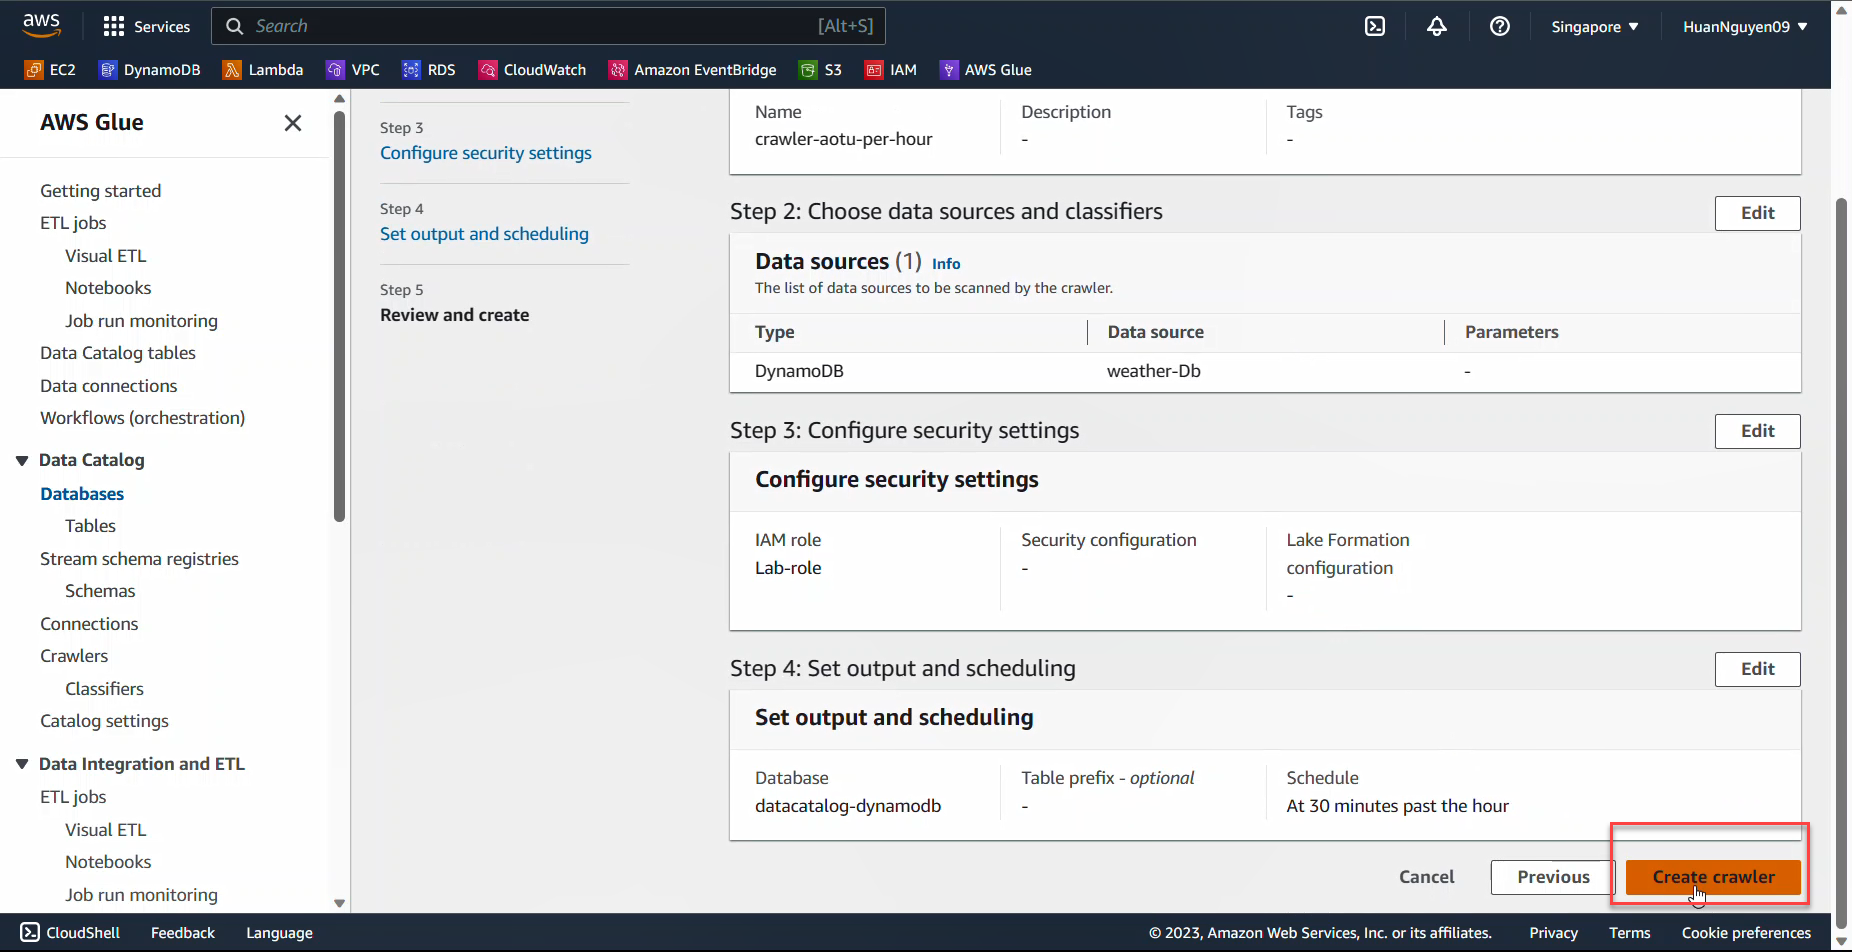 aws
Services
Search
[Alt+S]
Singapore
HuanNguyen09
EC2
DynamoDB
Lambda
VPC
RDS
CloudWatch
Amazon EventBridge
S3
IAM
AWS Glue
AWS Glue
Getting started
ETL jobs
Visual ETL
Notebooks
Job run monitoring
Data Catalog tables
Data connections
Workflows (orchestration)
Data Catalog
Databases
Tables
Stream schema registries
Schemas
Connections
Crawlers
Classifiers
Catalog settings
Data Integration and ETL
ETL jobs
Visual ETL
Notebooks
Job run monitoring
Step 3
Configure security settings
Step 4
Set output and scheduling
Step 5
Review and create
Name
crawler-aotu-per-hour
Description
-
Tags
-
Step 2: Choose data sources and classifiers
Edit
Data sources (1) Info
The list of data sources to be scanned by the crawler.
Type
Data source
Parameters
DynamoDB
weather-Db
-
Step 3: Configure security settings
Edit
Configure security settings
IAM role
Lab-role
Security configuration
-
Lake Formation
configuration
-
Step 4: Set output and scheduling
Edit
Set output and scheduling
Database
datacatalog-dynamodb
Table prefix - optional
-
Schedule
At 30 minutes past the hour
Cancel
Previous
Create crawler
CloudShell
Feedback
Language
© 2023, Amazon Web Services, Inc. or its affiliates.
Privacy
Terms
Cookie preferences